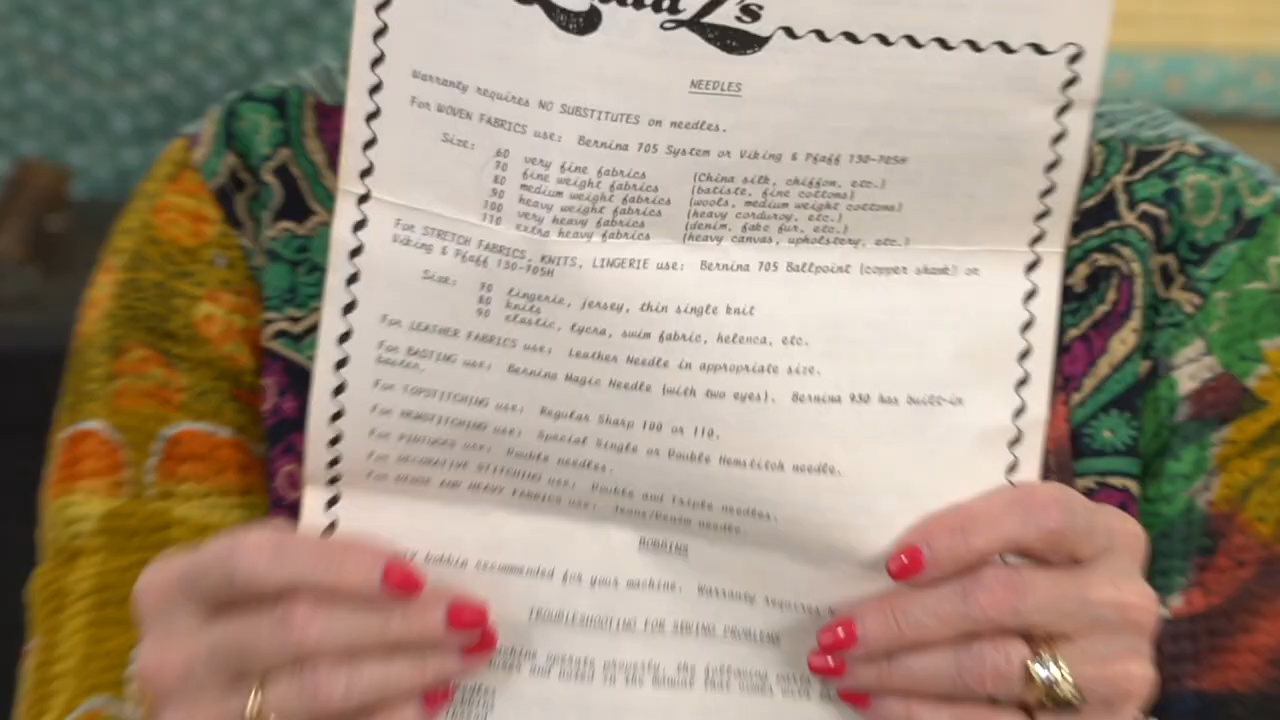 L's
NEEDLES
Warranty requires NO SUBSTITUTES on needles.
For WOVEN FABRICS use: Bernina 705 System or Viking & Pfaff 130-705H
Size: 60 very fine fabrics (China silk, chiffon, etc.)
70 fine weight fabrics (batiste, fine cottons)
80 medium weight fabrics (wools, medium weight cottons)
90 heavy weight fabrics (heavy corduroy, etc.)
100 very heavy fabrics (denim, fake fur, etc.)
110 extra heavy fabrics (heavy canvas, upholstery, etc.)
For STRETCH FABRICS, KNITS, LINGERIE use: Bernina 705 Ballpoint (copper shank) or
Viking & Pfaff 130-705H
Size: 70 lingerie, jersey, thin single knit
80 knits
90 elastic, lycra, swim fabric, helenca, etc.
For LEATHER FABRICS use: Leather Needle in appropriate size.
For BASTING use: Bernina Magic Needle (with two eyes). Bernina 930 has built-in
baster.
For TOPSTITCHING use: Regular Sharp 100 or 110.
For HEMSTITCHING use: Special Single or Double Hemstitch needle.
For PINTUCKS use: Double needles.
For DECORATIVE STITCHING use: Double and Triple needles.
For DENIM AND HEAVY FABRICS use: Jeans/Denim needle
BOBBINS
bobbin recommended for your machine. Warranty requires
TROUBLESHOOTING FOR SEWING PROBLEMS
machine operate properly, the following